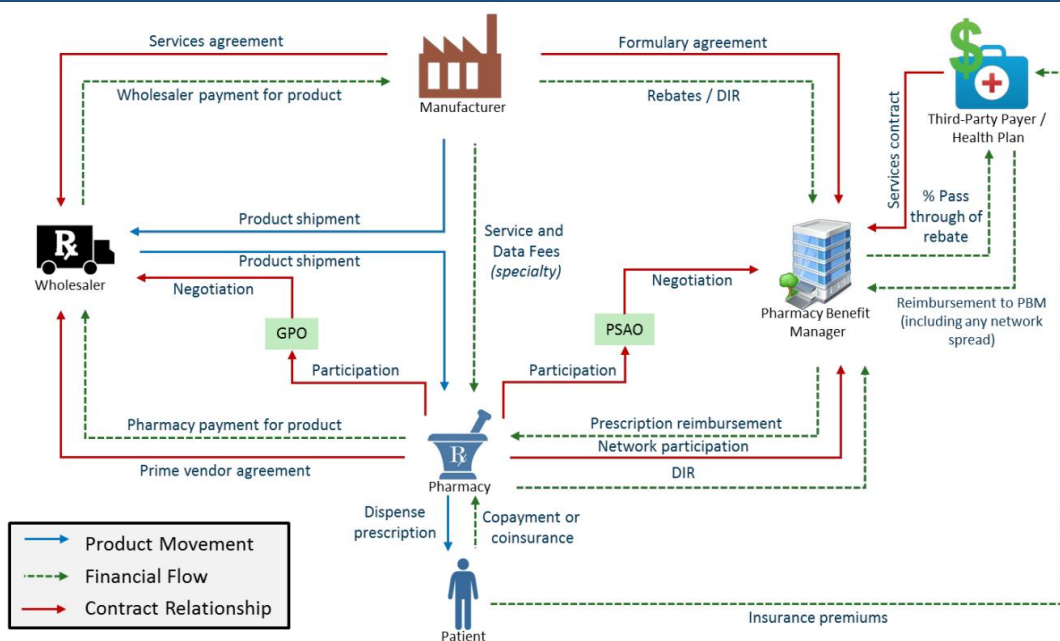 Services agreement
Formulary agreement
Wholesaler payment for product
Manufacturer
Rebates / DIR
Third-Party Payer /
Health Plan
Services contract
% Pass
through of
rebate
Product shipment
Rx
Product shipment
Service and
Data Fees
(specialty)
Wholesaler
Negotiation
Negotiation
Pharmacy Benefit
Manager
Reimbursement to PBM
(including any network
spread)
GPO
PSAO
Participation
Participation
Pharmacy payment for product
Prescription reimbursement
Rx
Network participation
Prime vendor agreement
Pharmacy
DIR
Dispense
prescription
Copayment or
coinsurance
Product Movement
Financial Flow
Contract Relationship
Insurance premiums
Patient